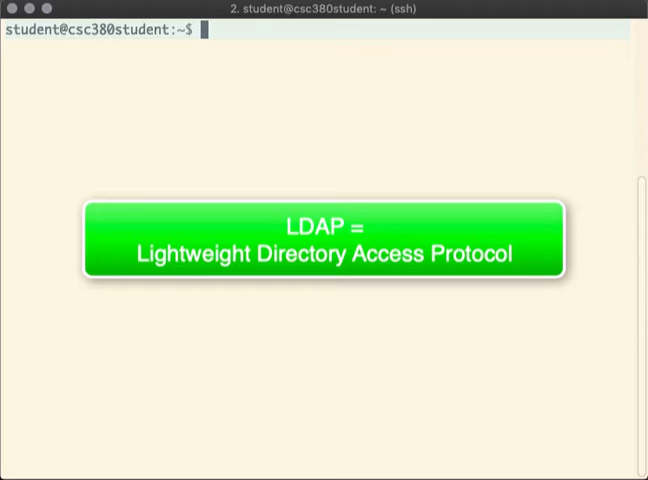 2. student@csc380student: ~ (ssh)
student@csc380student:~$
LDAP =
Lightweight Directory Access Protocol